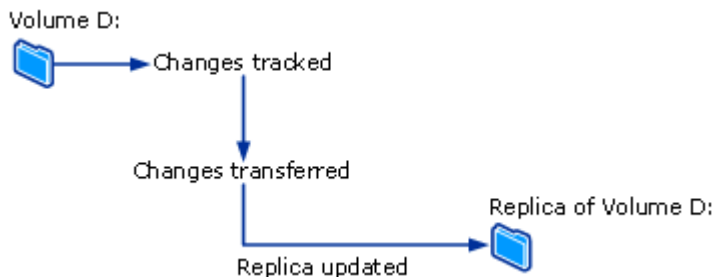 Volume D:
Changes tracked
Changes transferred
Replica of Volume D:
Replica updated